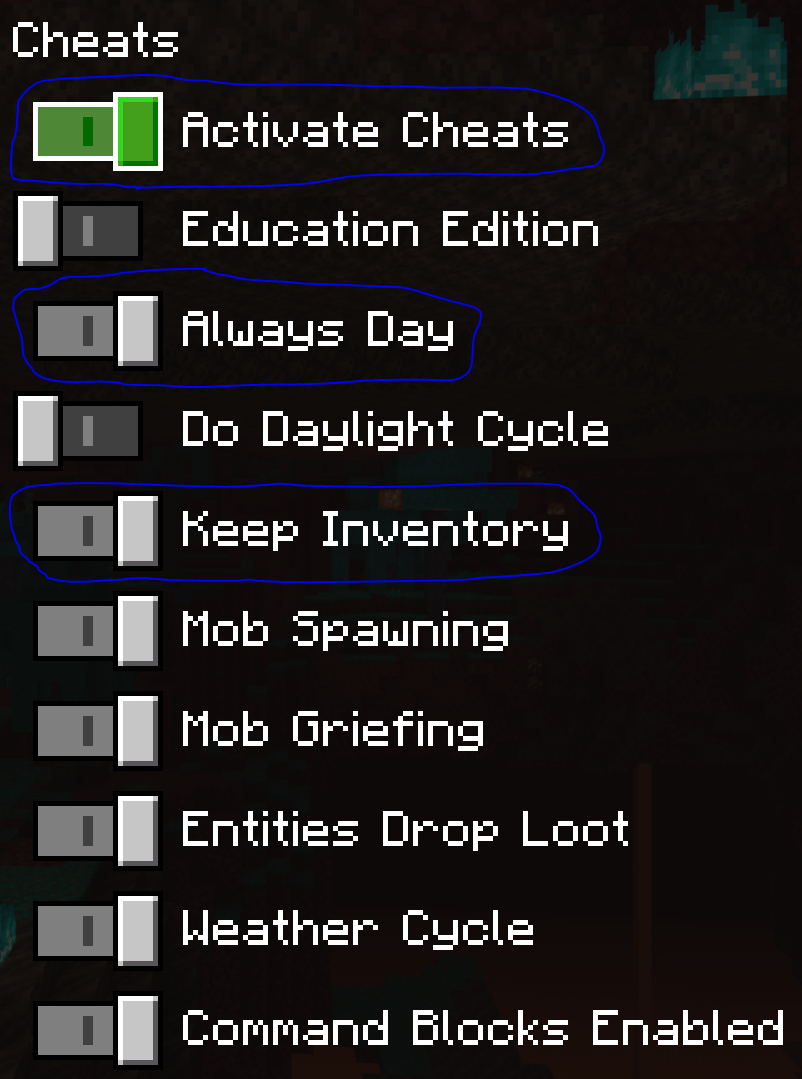 Cheats
Activate Cheats
Education Edition
Always Day
Do Daylight Cycle
Keep Inventory
Mob Spawning
Mob Griefing
Entities Drop Loot
Weather Cycle
Command Blocks Enabled